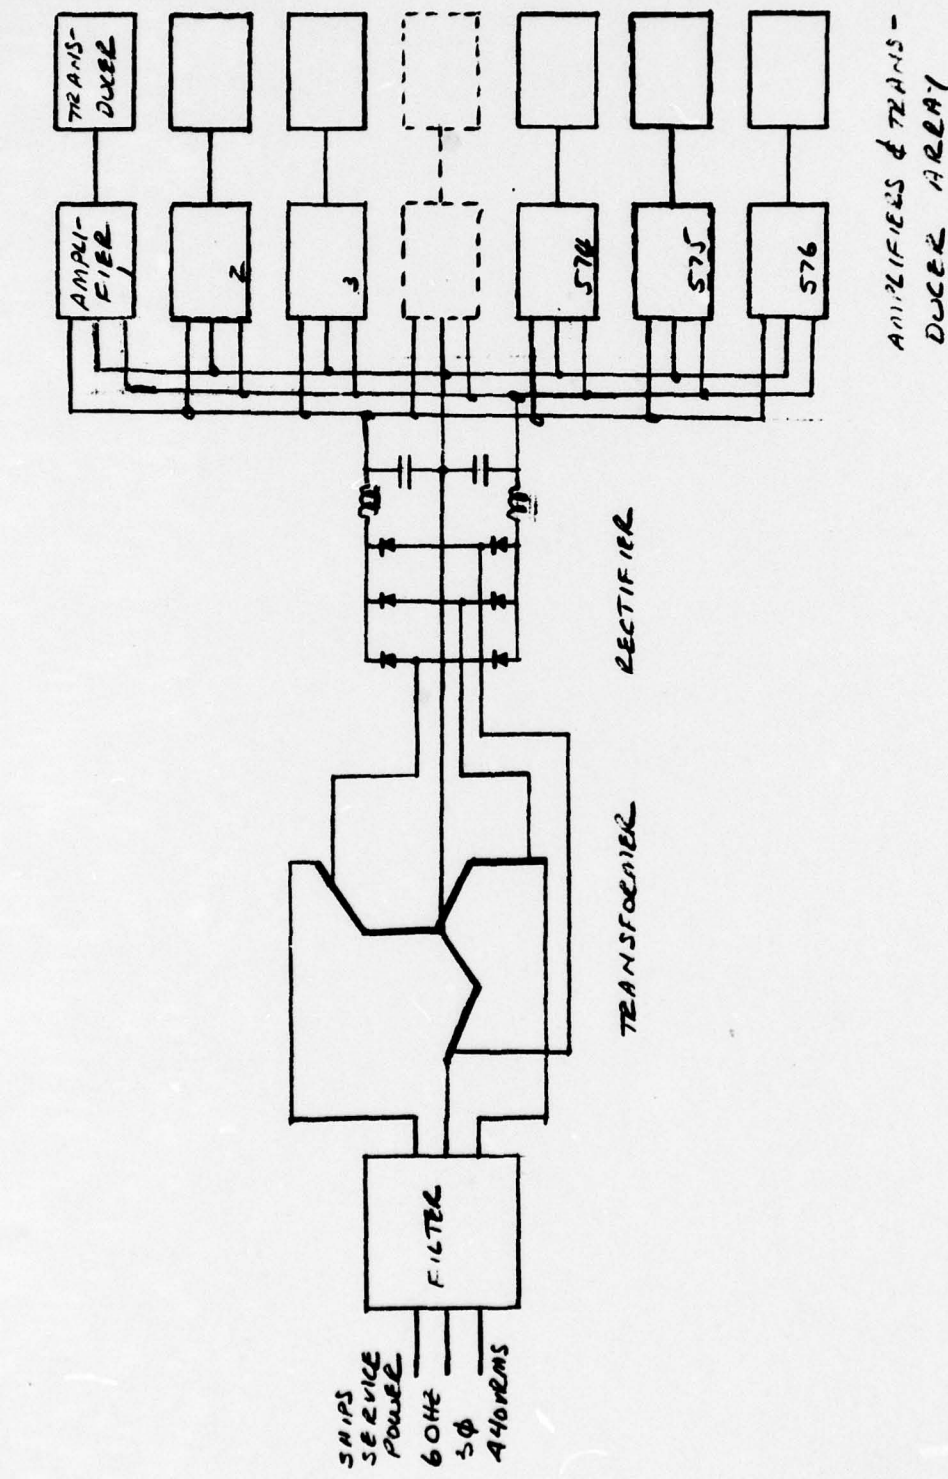 SHIPS
SERVICE
POWER
60HZ
3φ
440VRMS
FILTER
TRANSFORMER
RECTIFIER
AMPLI-
FIER
1
2
3
574
575
576
TRANS-
DUCER
AMPLIFIERS & TRANS-
DUCER ARRAY